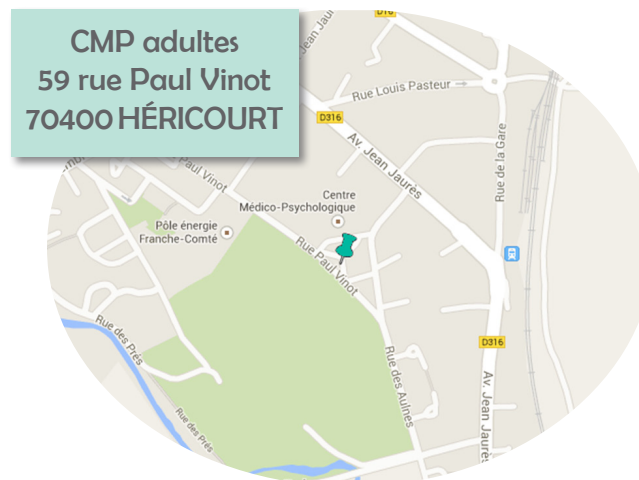 CMP adultes
59 rue Paul Vinot
70400 HÉRICOURT
Rue Louis Pasteur
D316
Av. Jean Jaurès
Rue de la Gare
Paul Vinot
Centre
Médico-Psychologique
Pôle énergie
Franche-Comté
Rue Paul Vinot
D316
Rue des Prés
Rue des Aulnes
Av. Jean Jaurès
Rue des Prés